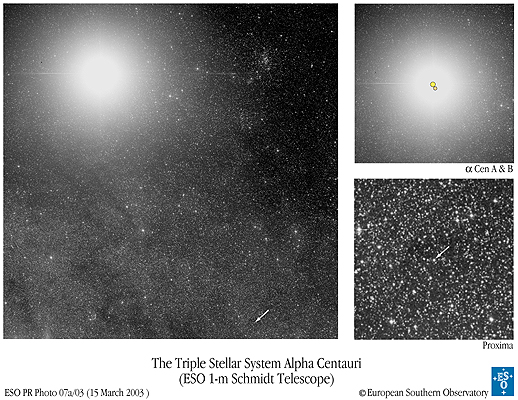 α Cen A & B
Proxima
The Triple Stellar System Alpha Centauri
(ESO 1-m Schmidt Telescope)
ESO PR Photo 07a/03 (15 March 2003 )
© European Southern Observatory
ESO